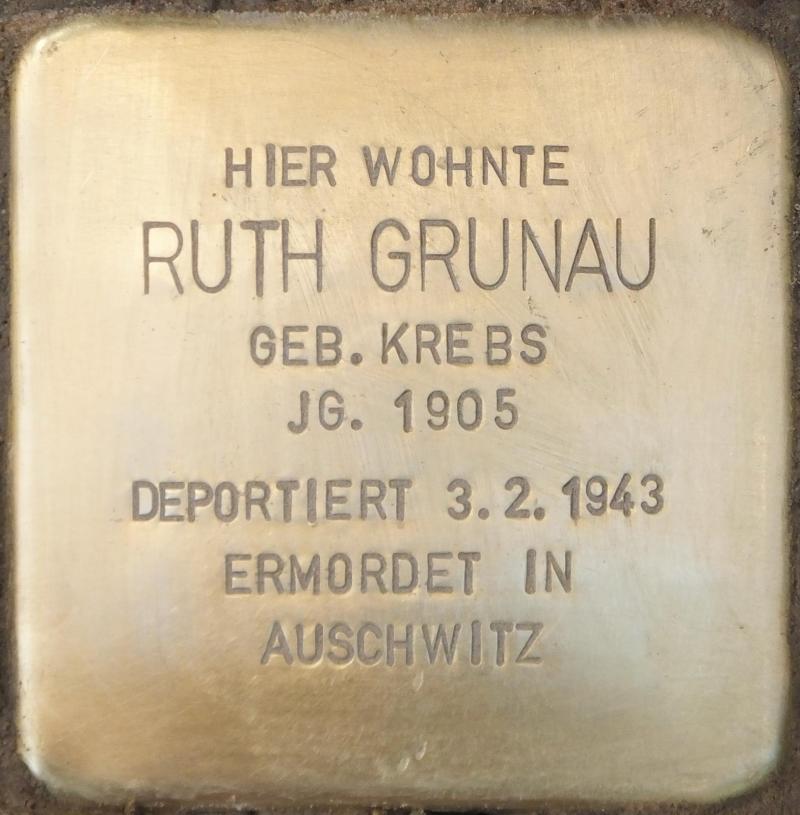 HIER WOHNTE
RUTH GRUNAU
GEB. KREBS
JG. 1905
DEPORTIERT 3.2.1943
ERMORDET IN
AUSCHWITZ